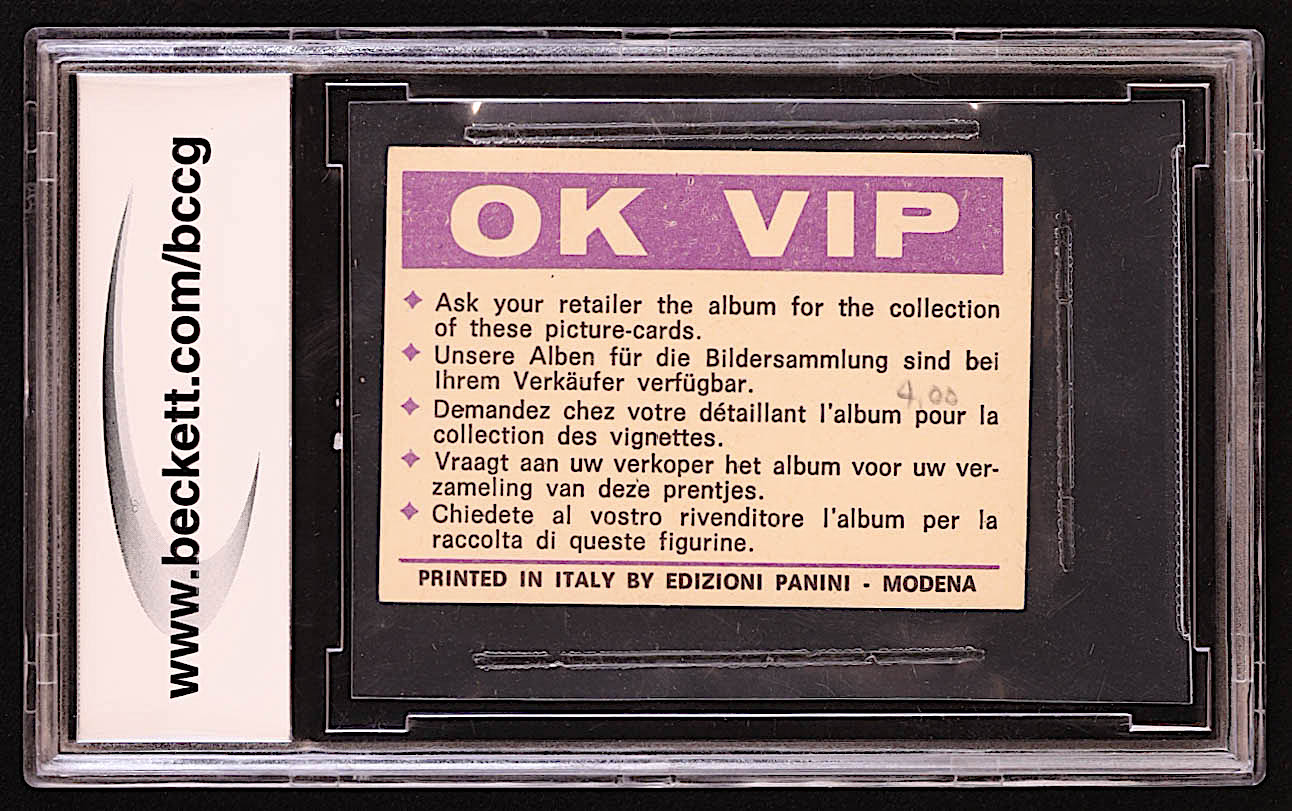 www.beckett.com/bccg
OK VIP
Ask your retailer the album for the collection
of these picture-cards.
Unsere Alben für die Bildersammlung sind bei
Ihrem Verkäufer verfügbar.
4.00
Demandez chez votre détaillant l'album pour la
collection des vignettes.
Vraagt aan uw verkoper het album voor uw ver-
zameling van deze prentjes.
Chiedete al vostro rivenditore l'album per la
raccolta di queste figurine.
PRINTED IN ITALY BY EDIZIONI PANINI - MODENA